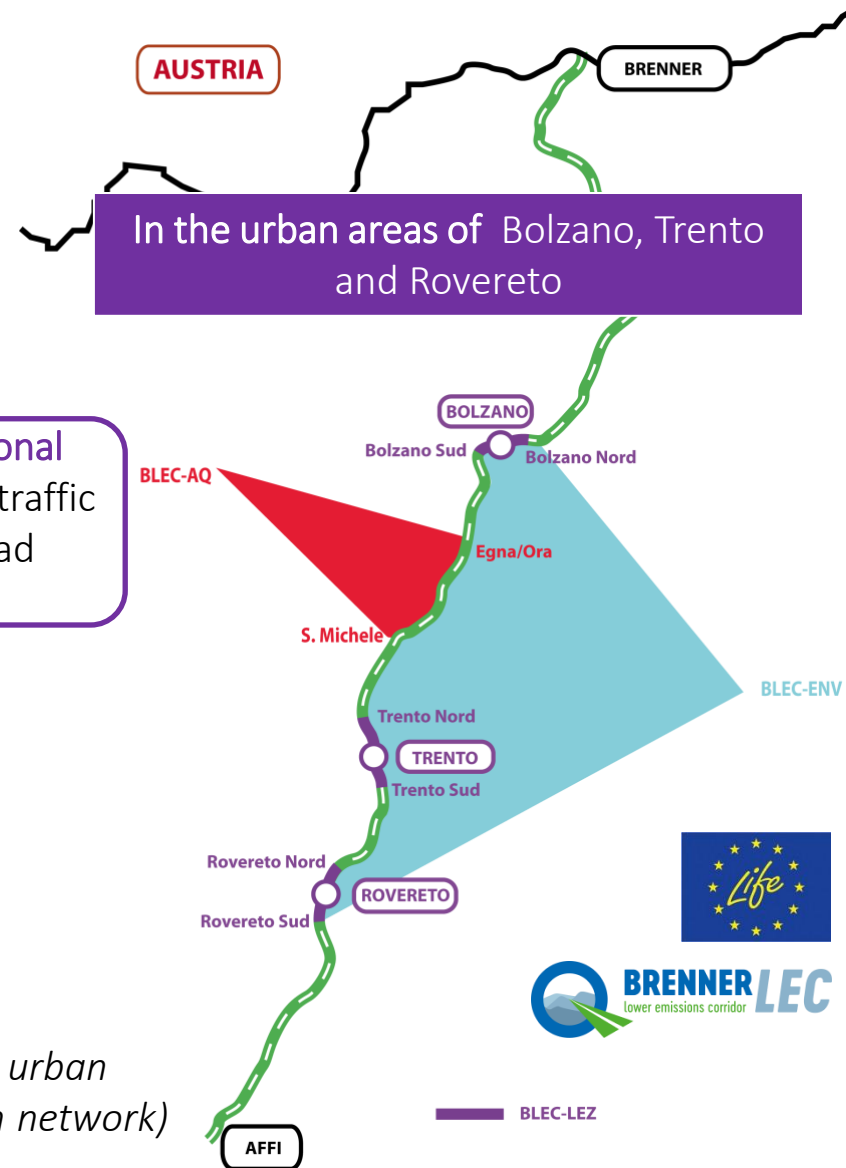 AUSTRIA
BRENNER
In the urban areas of Bolzano, Trento
and Rovereto
BOLZANO
Bolzano Sud
Bolzano Nord
onal
BLEC-AQ
traffic
ad
Egna/Ora
S. Michele
BLEC-ENV
Trento Nord
TRENTO
Trento Sud
Rovereto Nord
ROVERETO
Rovereto Sud
Life
BRENNER LEC
lower emissions corridor
urban
network)
BLEC-LEZ
AFFI